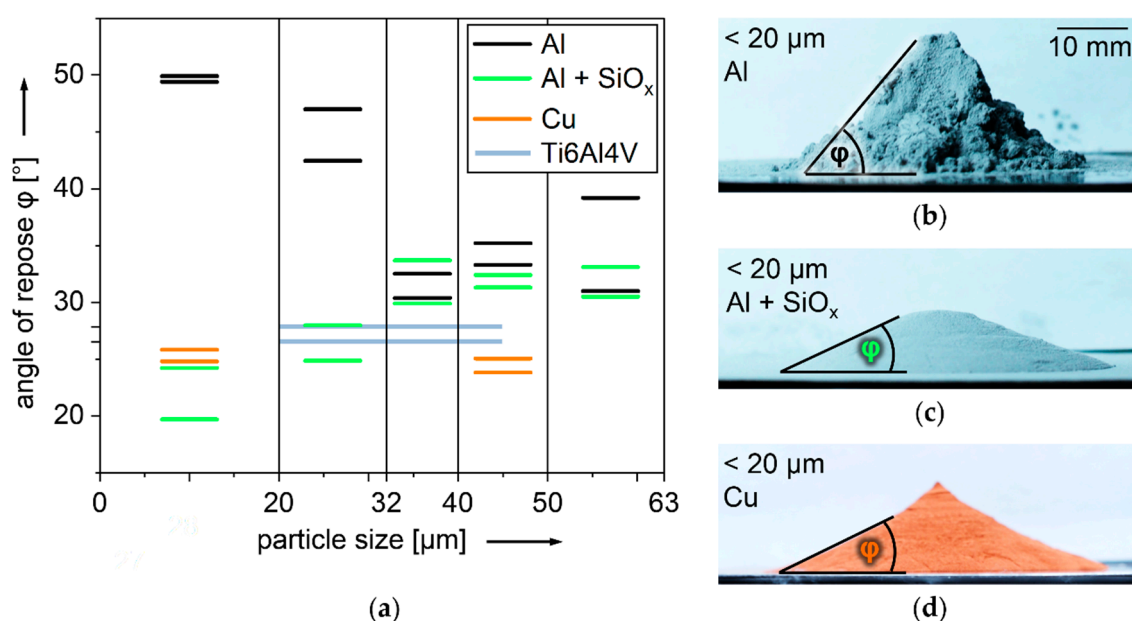 50
40
30
20
angle of repose φ [°]
Al
Al + SiOₓ
Cu
Ti6Al4V
0 20 32 40 50 63
particle size [µm]
(a)
< 20 µm
Al
10 mm
φ
(b)
< 20 µm
Al + SiOₓ
φ
(c)
< 20 µm
Cu
φ
(d)